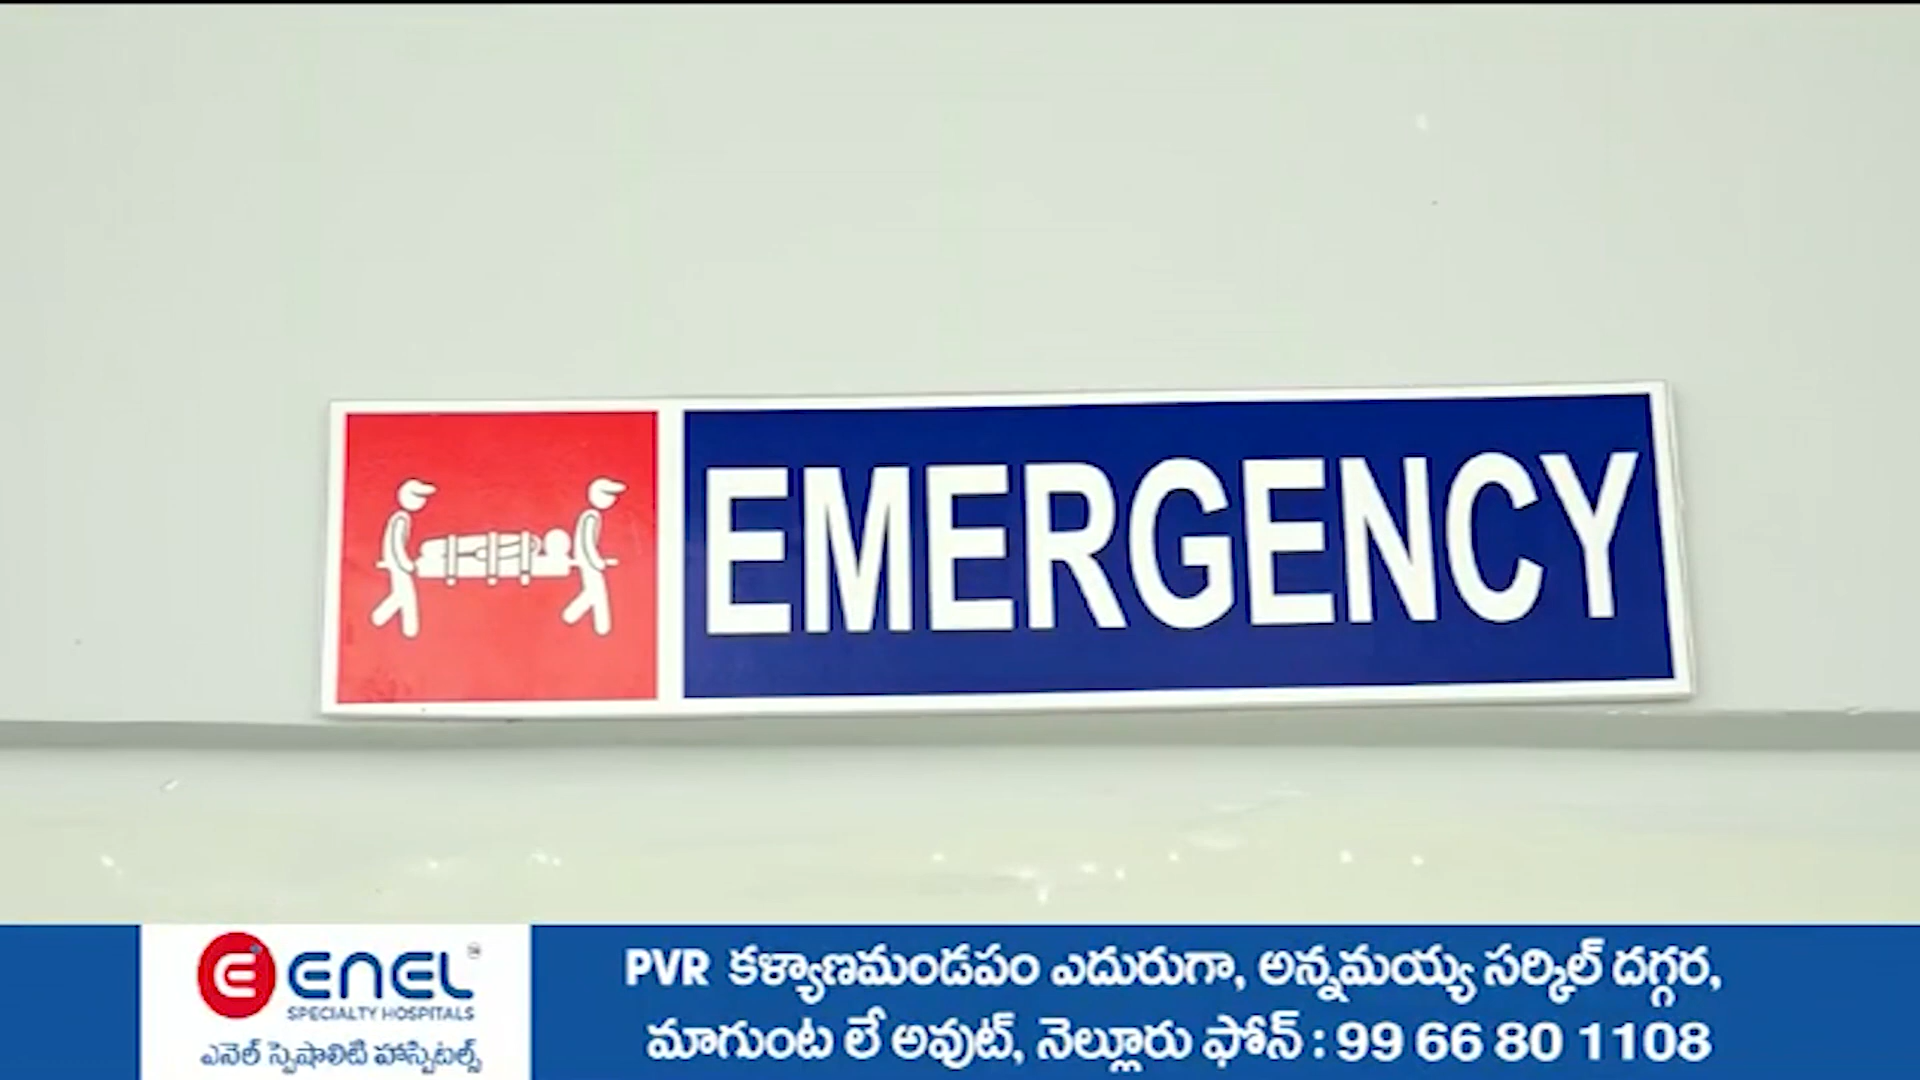 EMERGENCY
ENEL
SPECIALTY HOSPITALS
ఎనెల్ స్పెషాలిటి హాస్పిటల్స్
PVR కళ్యాణమండపం ఎదురుగా, అన్నమయ్య సర్కిల్ దగ్గర,
మాగుంట లే అవుట్, నెల్లూరు ఫోన్ : 99 66 80 1108